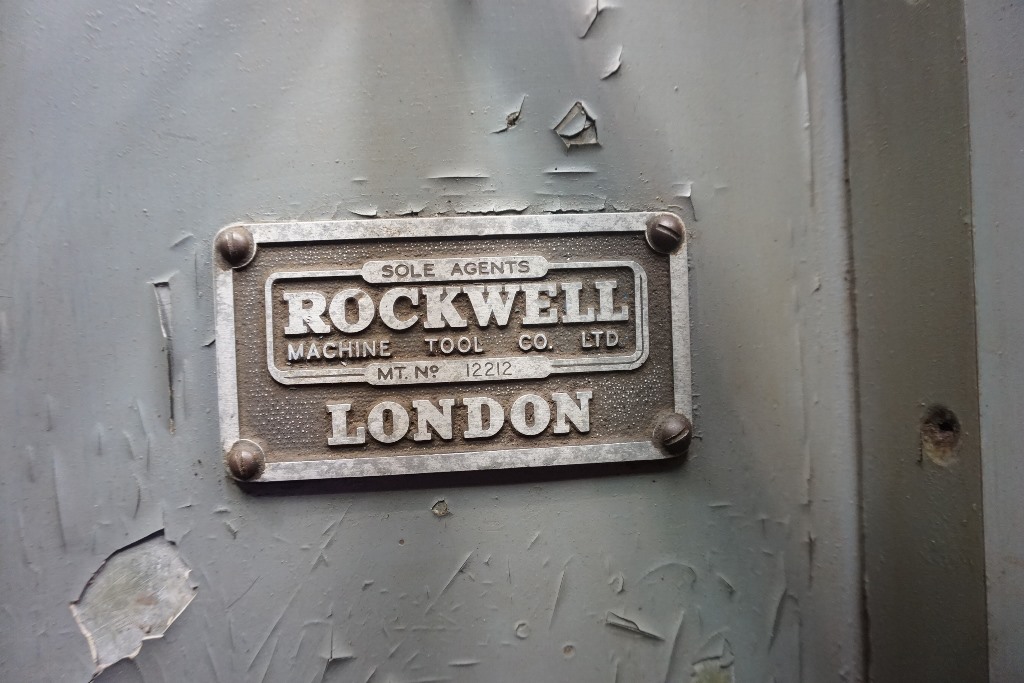 SOLE AGENTS
ROCKWELL
MACHINE TOOL CO. LTD
MT. Nº 12212
LONDON